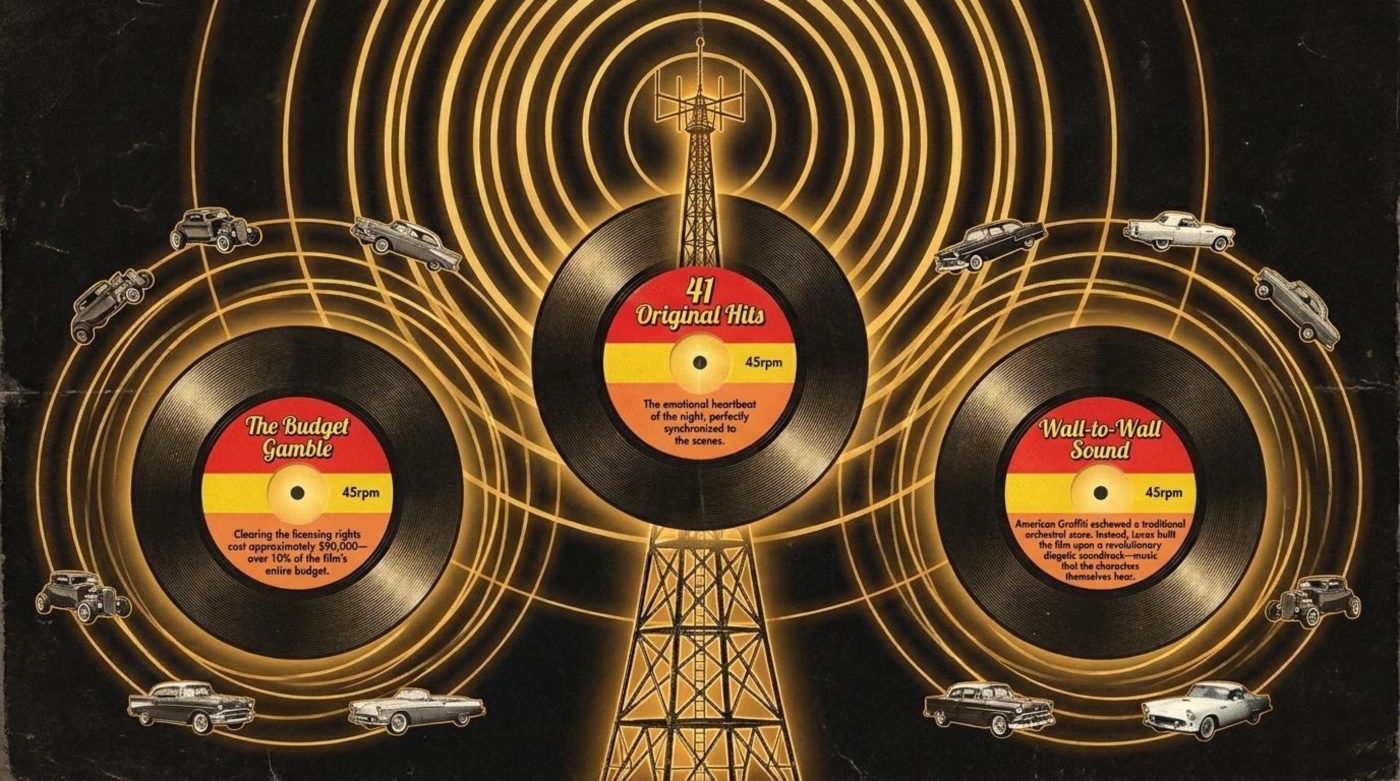 41
Original Hits
45rpm
The emotional heartbeat
of the night, perfectly
synchronized to
the scenes.
The Budget
Gamble
45rpm
Clearing the licensing rights
cost approximately $90,000—
over 10% of the film's
entire budget.
Wall-to-Wall
Sound
45rpm
American Graffiti eschewed a traditional
orchestral score. Instead, Lucas built
the film upon a revolutionary
diegetic soundtrack—music
that the characters
themselves hear.